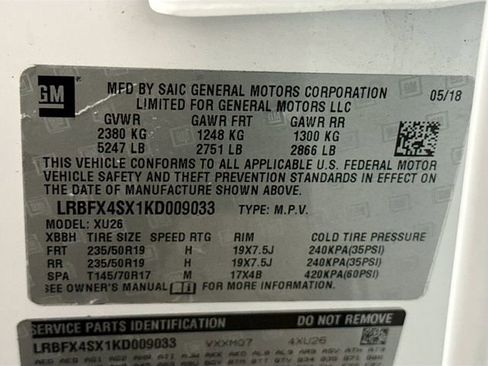 GM
MFD BY SAIC GENERAL MOTORS CORPORATION
LIMITED FOR GENERAL MOTORS LLC
05/18
GVWR GAWR FRT GAWR RR
2380 KG 1248 KG 1300 KG
5247 LB 2751 LB 2866 LB
THIS VEHICLE CONFORMS TO ALL APPLICABLE U.S. FEDERAL MOTOR
VEHICLE SAFETY AND THEFT PREVENTION STANDARDS IN EFFECT ON
THE DATE OF MANUFACTURE SHOWN ABOVE.
LRBFX4SX1KD009033 TYPE: M.P.V.
MODEL: XU26
XBBH TIRE SIZE SPEED RTG RIM COLD TIRE PRESSURE
FRT 235/50R19 H 19X7.5J 240KPA(35PSI)
RR 235/50R19 H 19X7.5J 240KPA(35PSI)
SPA T145/70R17 M 17X4B 420KPA(60PSI)
SEE OWNER'S MANUAL FOR ADDITIONAL INFORMATION
SERVICE PARTS IDENTIFICATION DO NOT REMOVE
LRBFX4SX1KD009033 VXXMQ7 4XU26